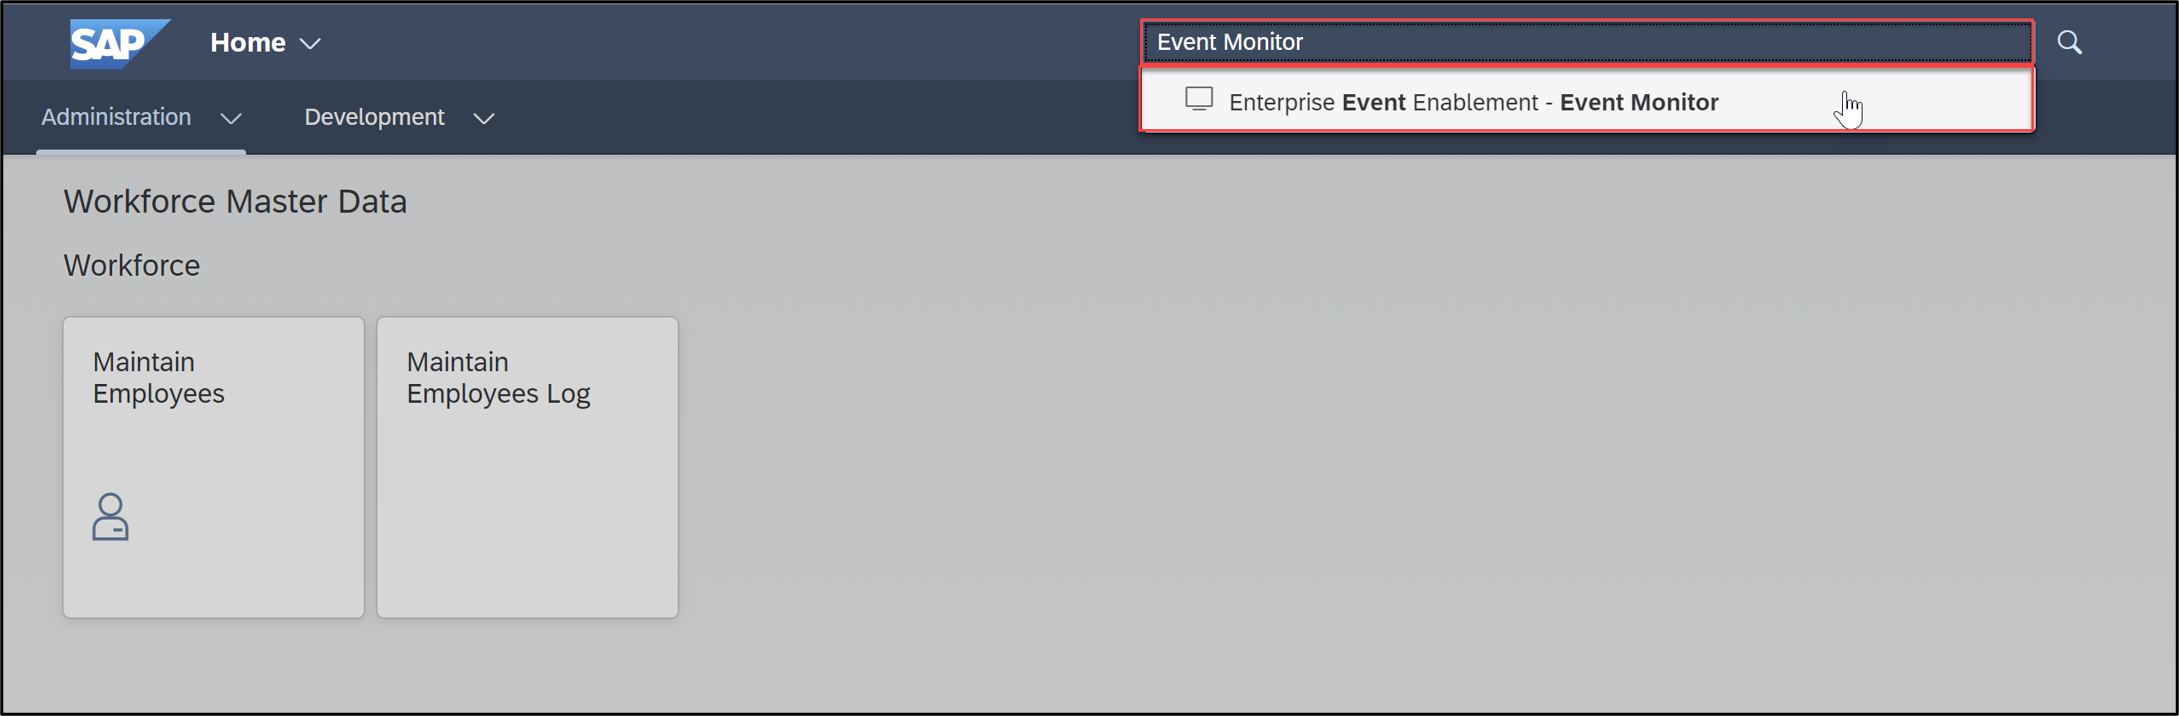 SAP
Home
Event Monitor
Enterprise Event Enablement - Event Monitor
Administration
Development
Workforce Master Data
Workforce
Maintain
Employees
Maintain
Employees Log